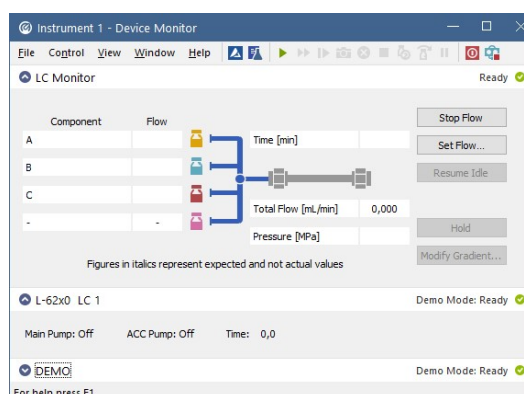 Instrument 1 - Device Monitor
File Control View Window Help
LC Monitor Ready
Component Flow
Stop Flow
A Time [min] Set Flow...
B Resume Idle
C
Total Flow [mL/min] 0,000
- - Hold
Pressure [MPa]
Modify Gradient...
Figures in italics represent expected and not actual values
L-62x0 LC 1 Demo Mode: Ready
Main Pump: Off ACC Pump: Off Time: 0,0
DEMO Demo Mode: Ready
For help press F1